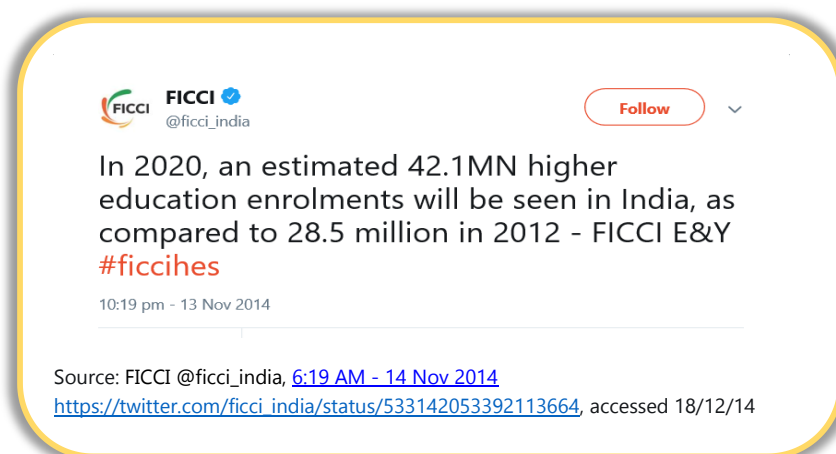 FICCI
FICCI
@ficci_india
Follow
In 2020, an estimated 42.1MN higher
education enrolments will be seen in India, as
compared to 28.5 million in 2012 - FICCI E&Y
#ficcihes
10:19 pm - 13 Nov 2014
Source: FICCI @ficci_india, 6:19 AM - 14 Nov 2014
https://twitter.com/ficci_india/status/533142053392113664, accessed 18/12/14